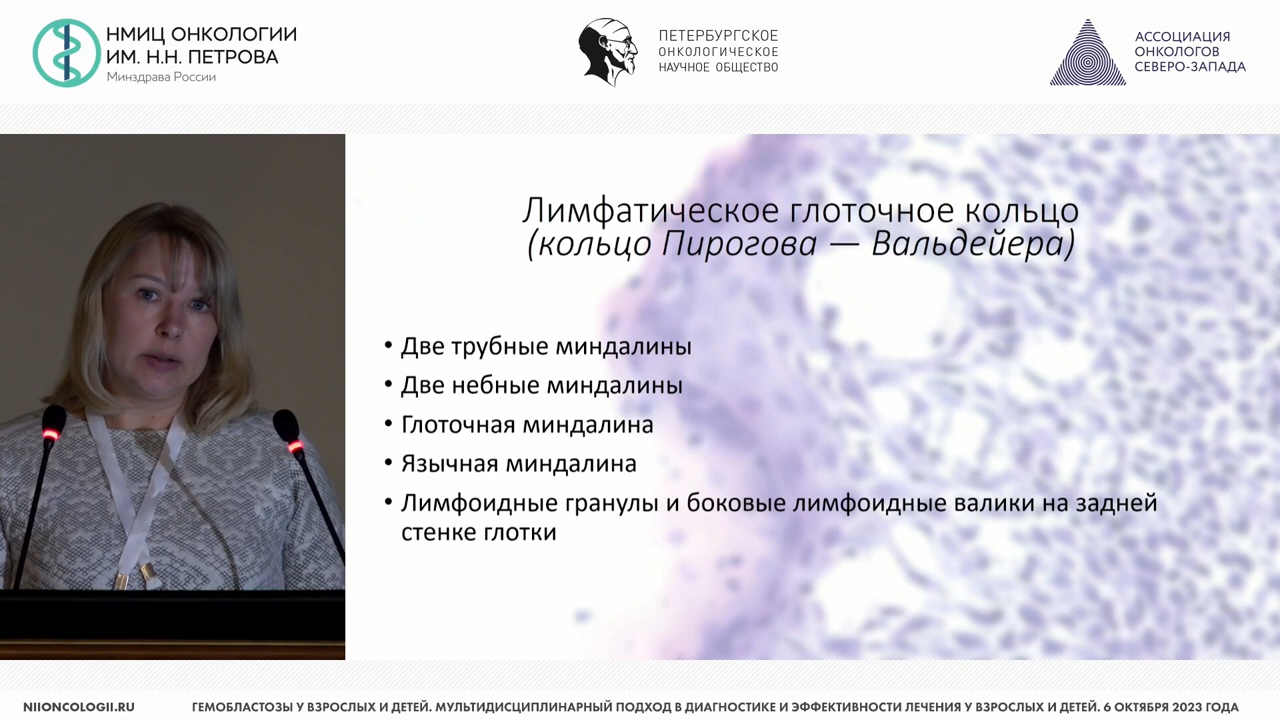 НМИЦ ОНКОЛОГИИ
ИМ. Н.Н. ПЕТРОВА
Минздрава России
ПЕТЕРБУРГСКОЕ
ОНКОЛОГИЧЕСКОЕ
НАУЧНОЕ ОБЩЕСТВО
АССОЦИАЦИЯ
ОНКОЛОГОВ
СЕВЕРО-ЗАПАДА
Лимфатическое глоточное кольцо
(кольцо Пирогова — Вальдейера)
• Две трубные миндалины
• Две небные миндалины
• Глоточная миндалина
• Язычная миндалина
• Лимфоидные гранулы и боковые лимфоидные валики на задней
стенке глотки
NIIONCOLOGII.RU
ГЕМОБЛАСТОЗЫ У ВЗРОСЛЫХ И ДЕТЕЙ. МУЛЬТИДИСЦИПЛИНАРНЫЙ ПОДХОД В ДИАГНОСТИКЕ И ЭФФЕКТИВНОСТИ ЛЕЧЕНИЯ У ВЗРОСЛЫХ И ДЕТЕЙ. 6 ОКТЯБРЯ 2023 ГОДА